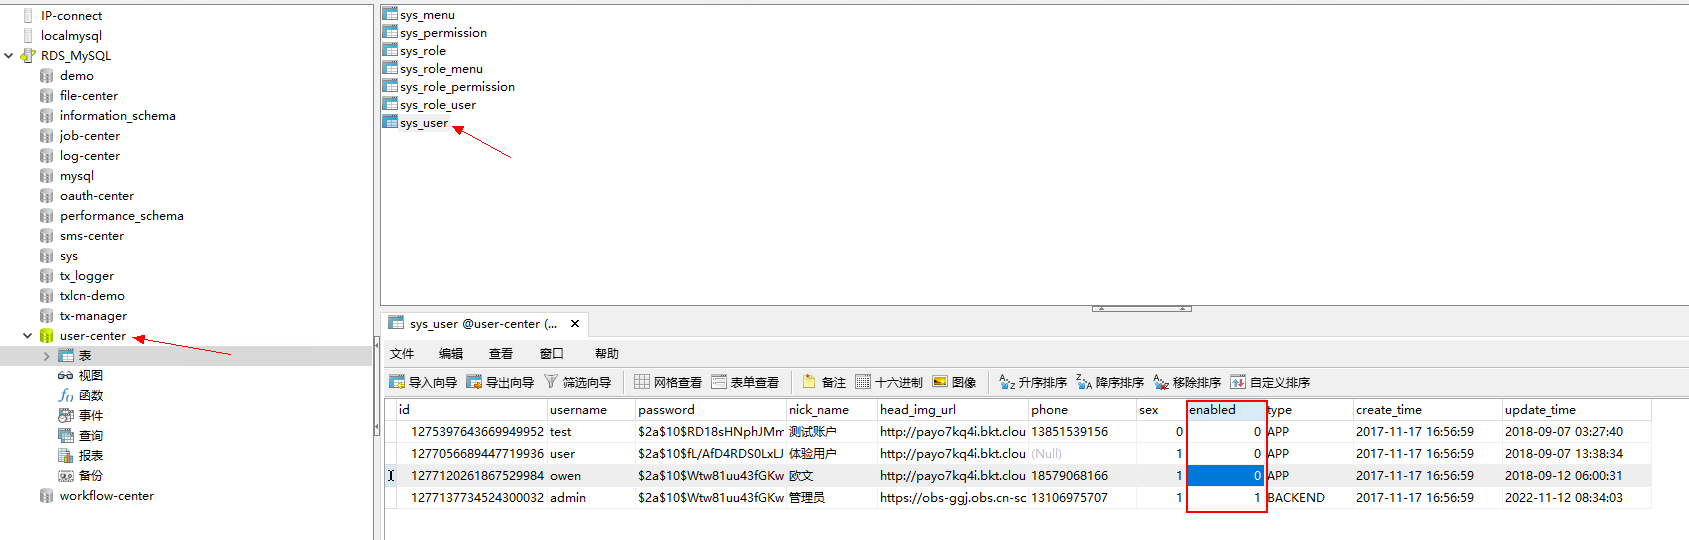 IP-connect
localmysql
RDS_MySQL
demo
file-center
information_schema
job-center
log-center
mysql
oauth-center
performance_schema
sms-center
sys
tx_logger
txlcn-demo
tx-manager
user-center
表
视图
函数
事件
查询
报表
备份
workflow-center
sys_menu
sys_permission
sys_role
sys_role_menu
sys_role_permission
sys_role_user
sys_user
sys_user @user-center (...
文件 编辑 查看 窗口 帮助
导入向导 导出向导 筛选向导 网格查看 表单查看 备注 十六进制 图像 升序排序 降序排序 移除排序 自定义排序
id username password nick_name head_img_url phone sex enabled type create_time update_time
1275397643669949952 test $2a$10$RD18sHNphJMm 测试账户 http://payo7kq4i.bkt.clou 13851539156 0 0 APP 2017-11-17 16:56:59 2018-09-07 03:27:40
1277056689447719936 user $2a$10$fL/AfD4RDS0LxLJ 体验用户 http://payo7kq4i.bkt.clou (Null) 1 0 APP 2017-11-17 16:56:59 2018-09-07 13:38:34
1277120261867529984 owen $2a$10$Wtw81uu43fGKw 欧文 http://payo7kq4i.bkt.clou 18579068166 1 0 APP 2017-11-17 16:56:59 2018-09-12 06:00:31
1277137734524300032 admin $2a$10$Wtw81uu43fGKw 管理员 https://obs-ggj.obs.cn-sc 13106975707 1 1 BACKEND 2017-11-17 16:56:59 2022-11-12 08:34:03